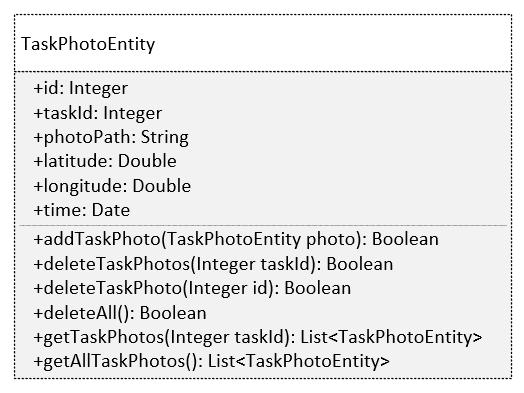 TaskPhotoEntity
+id: Integer
+taskId: Integer
+photoPath: String
+latitude: Double
+longitude: Double
+time: Date
+addTaskPhoto(TaskPhotoEntity photo): Boolean
+deleteTaskPhotos(Integer taskId): Boolean
+deleteTaskPhoto(Integer id): Boolean
+deleteAll(): Boolean
+getTaskPhotos(Integer taskId): List<TaskPhotoEntity>
+getAllTaskPhotos(): List<TaskPhotoEntity>